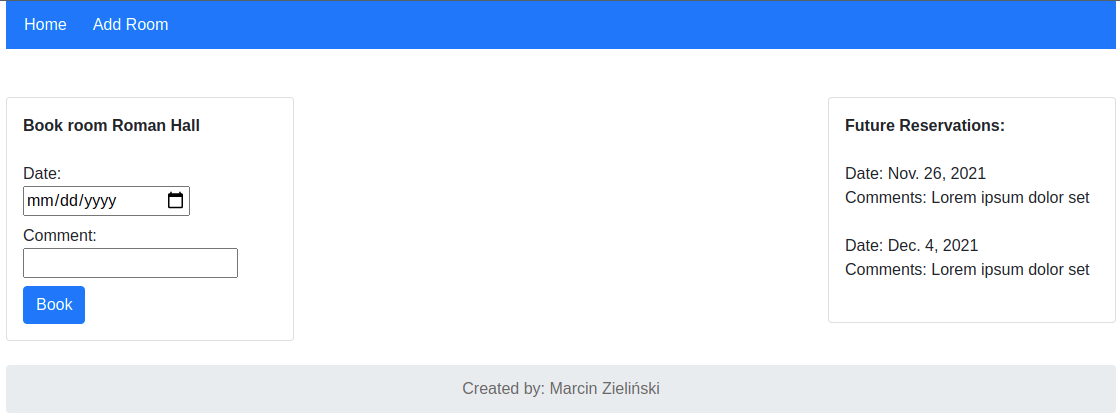 Home Add Room
Book room Roman Hall
Date:
mm/dd/yyyy
Comment:
Book
Future Reservations:
Date: Nov. 26, 2021
Comments: Lorem ipsum dolor set
Date: Dec. 4, 2021
Comments: Lorem ipsum dolor set
Created by: Marcin Zieliński